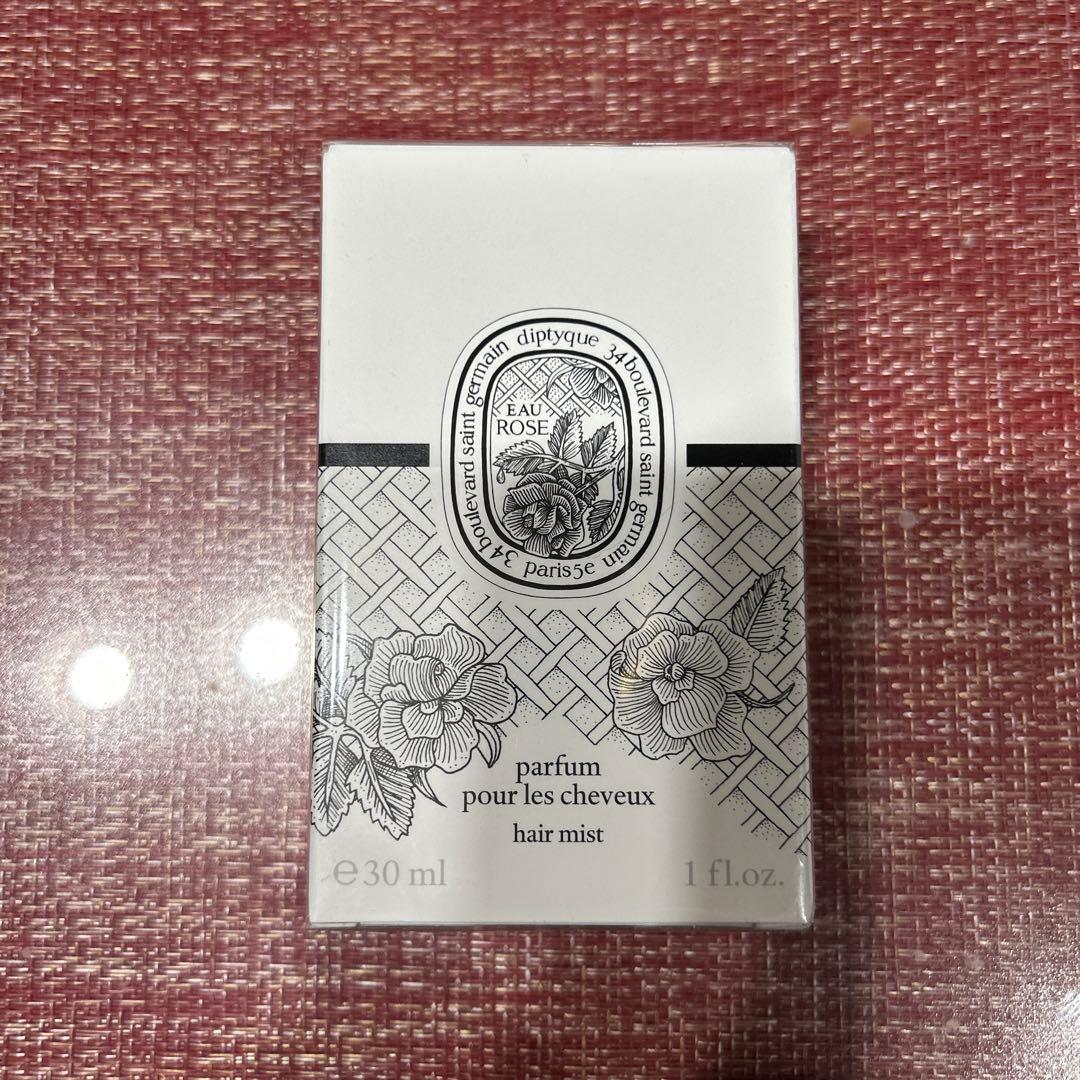 34 boulevard saint germain diptyque 34 boulevard saint germain
paris 5e
EAU
ROSE
parfum
pour les cheveux
hair mist
℮ 30 ml
1 fl.oz.